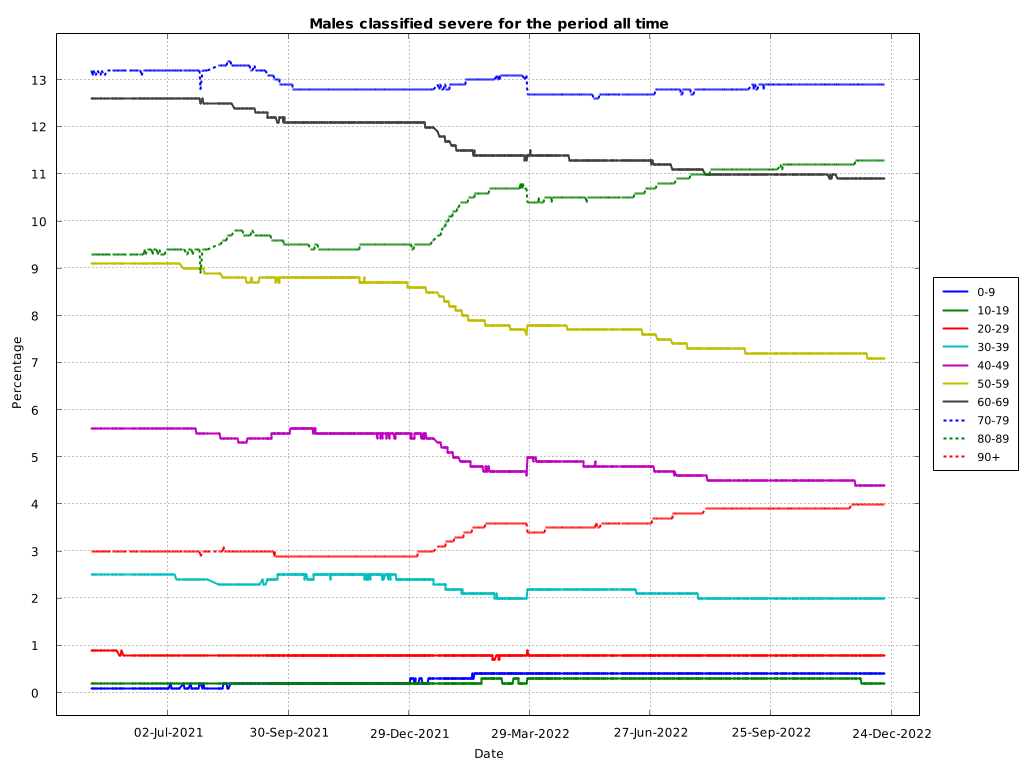 Males classified severe for the period all time
Percentage
13
12
11
10
9
8
7
6
5
4
3
2
1
0
02-Jul-2021
30-Sep-2021
29-Dec-2021
29-Mar-2022
27-Jun-2022
25-Sep-2022
24-Dec-2022
Date
0-9
10-19
20-29
30-39
40-49
50-59
60-69
70-79
80-89
90+